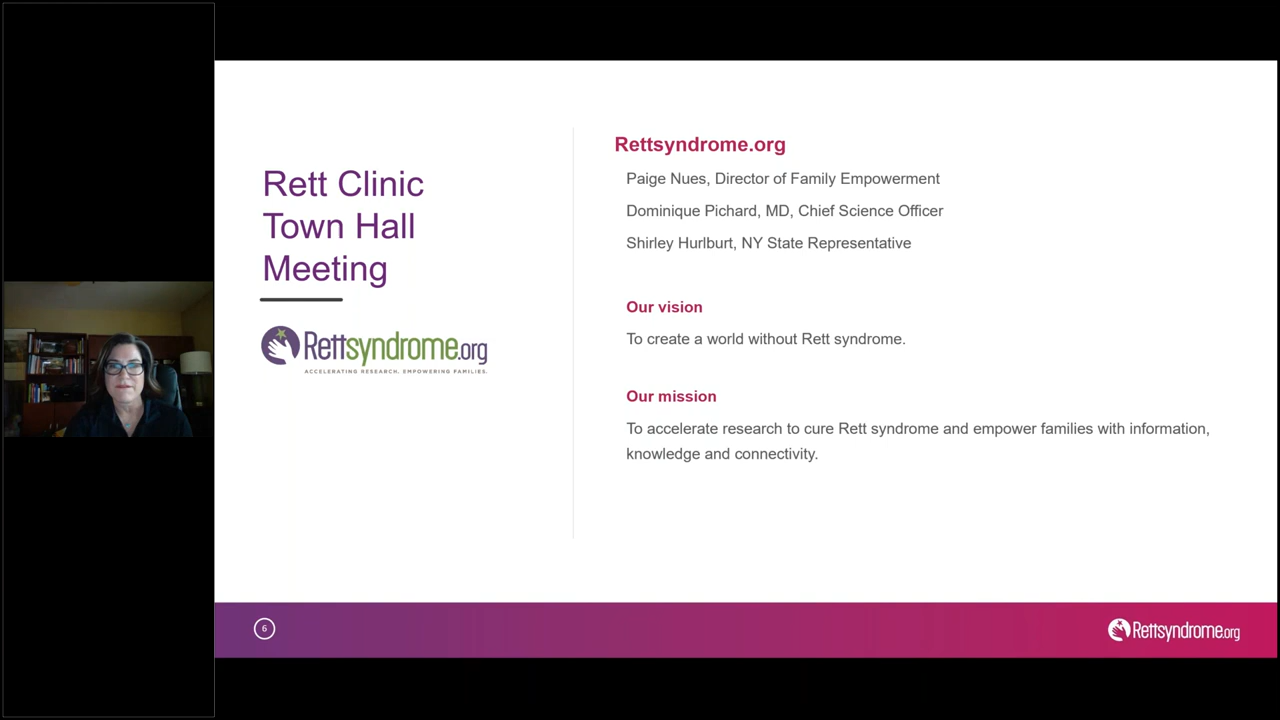 Rett Clinic
Town Hall
Meeting
Rettsyndrome.org
ACCELERATING RESEARCH. EMPOWERING FAMILIES.
Rettsyndrome.org
Paige Nues, Director of Family Empowerment
Dominique Pichard, MD, Chief Science Officer
Shirley Hurlburt, NY State Representative
Our vision
To create a world without Rett syndrome.
Our mission
To accelerate research to cure Rett syndrome and empower families with information,
knowledge and connectivity.
6
Rettsyndrome.org